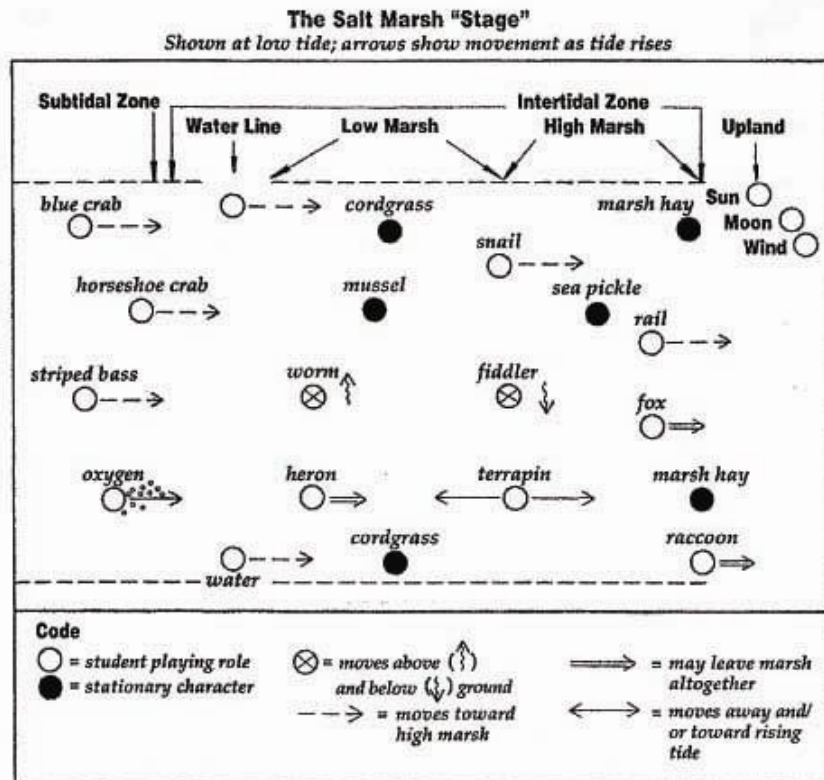 The Salt Marsh "Stage"
Shown at low tide; arrows show movement as tide rises
Subtidal Zone
Intertidal Zone
Water Line
Low Marsh
High Marsh
Upland
blue crab
cordgrass
marsh hay
Sun
Moon
Wind
snail
horseshoe crab
mussel
sea pickle
rail
striped bass
worm
fiddler
fox
oxygen
heron
terrapin
marsh hay
cordgrass
raccoon
water
Code
= student playing role
= stationary character
= moves above ( )
and below ( ) ground
= moves toward
high marsh
= may leave marsh
altogether
= moves away and/
or toward rising
tide